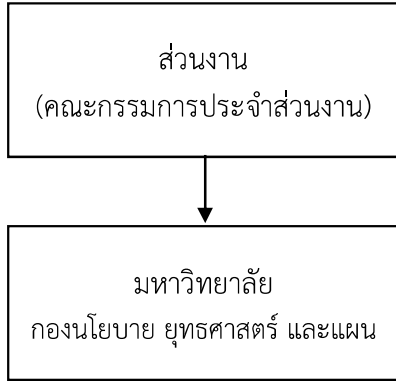 ส่วนงาน
(คณะกรรมการประจำส่วนงาน)
มหาวิทยาลัย
กองนโยบาย ยุทธศาสตร์ และแผน